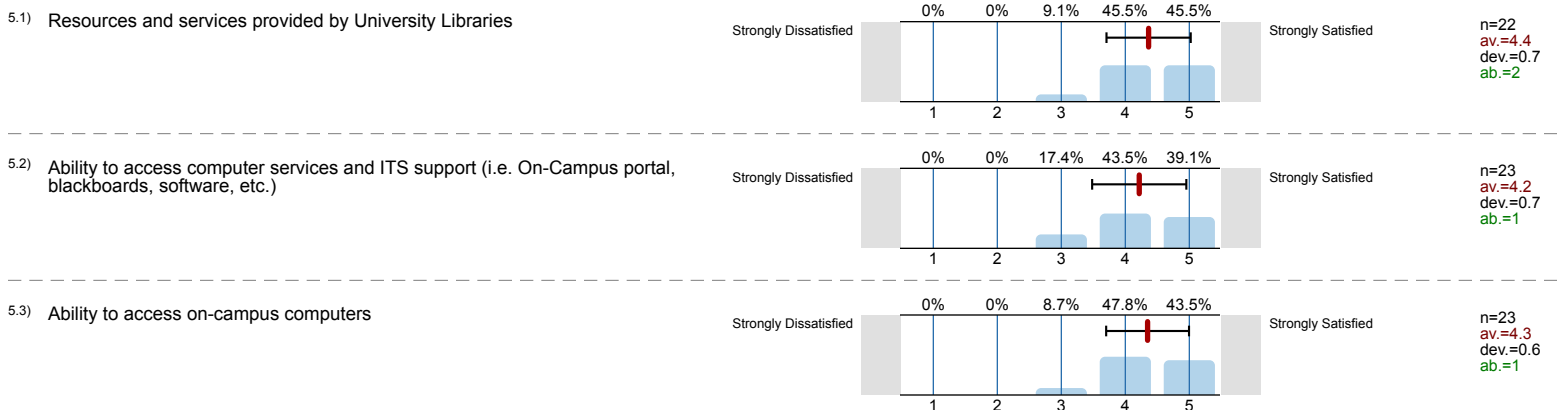 5.1) Resources and services provided by University Libraries
0% 0% 9.1% 45.5% 45.5%
Strongly Dissatisfied Strongly Satisfied
n=22
av.=4.4
dev.=0.7
ab.=2
1 2 3 4 5
5.2) Ability to access computer services and ITS support (i.e. On-Campus portal,
blackboards, software, etc.)
0% 0% 17.4% 43.5% 39.1%
Strongly Dissatisfied Strongly Satisfied
n=23
av.=4.2
dev.=0.7
ab.=1
1 2 3 4 5
5.3) Ability to access on-campus computers
0% 0% 8.7% 47.8% 43.5%
Strongly Dissatisfied Strongly Satisfied
n=23
av.=4.3
dev.=0.6
ab.=1
1 2 3 4 5